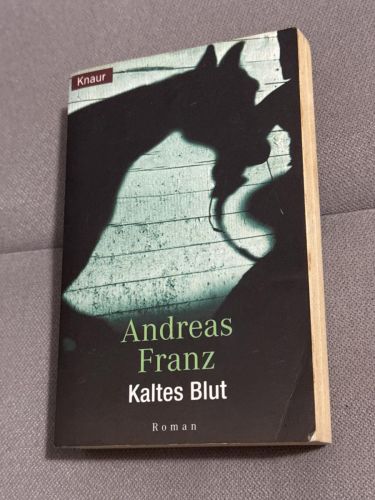 Knaur
Andreas
Franz
Kaltes Blut
Roman